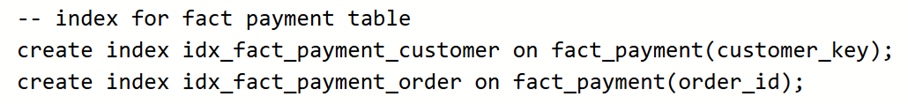 -- index for fact payment table
create index idx_fact_payment_customer on fact_payment(customer_key);
create index idx_fact_payment_order on fact_payment(order_id);